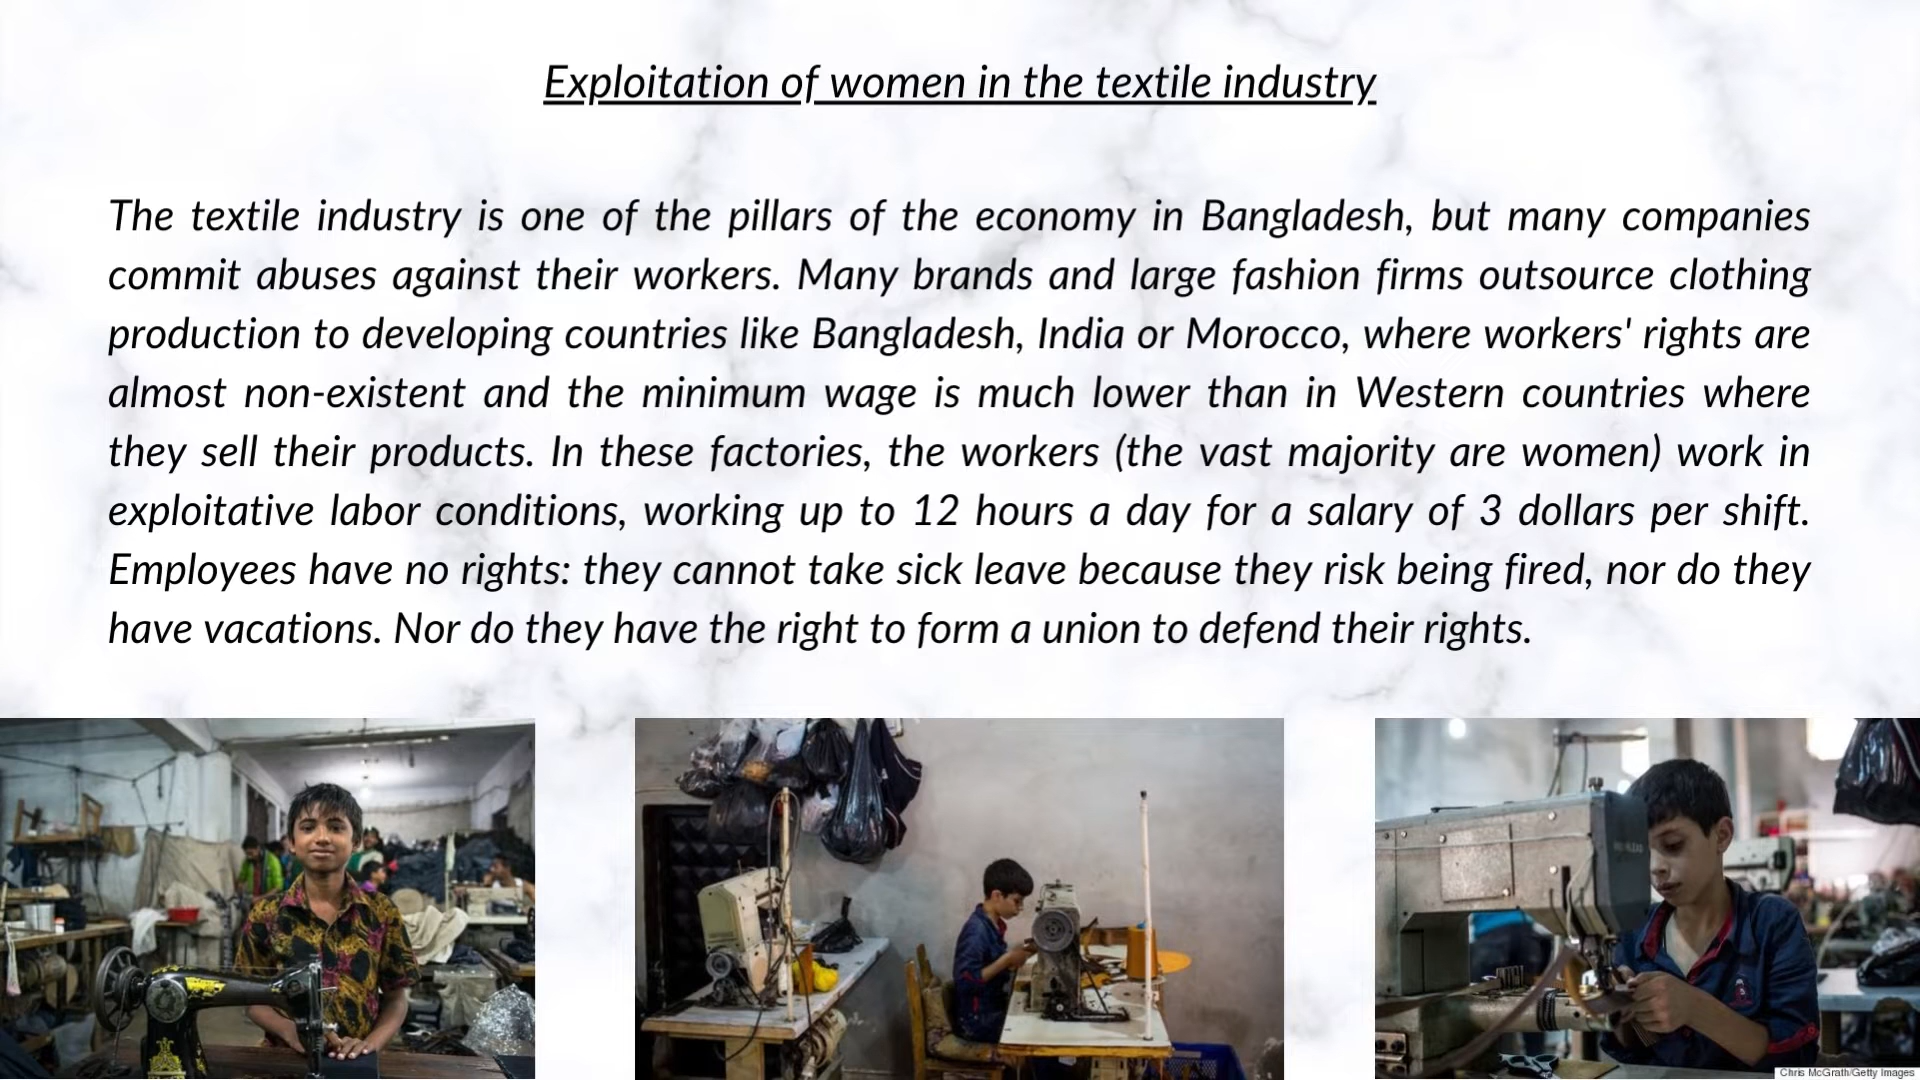 Exploitation of women in the textile industry
The textile industry is one of the pillars of the economy in Bangladesh, but many companies
commit abuses against their workers. Many brands and large fashion firms outsource clothing
production to developing countries like Bangladesh, India or Morocco, where workers' rights are
almost non-existent and the minimum wage is much lower than in Western countries where
they sell their products. In these factories, the workers (the vast majority are women) work in
exploitative labor conditions, working up to 12 hours a day for a salary of 3 dollars per shift.
Employees have no rights: they cannot take sick leave because they risk being fired, nor do they
have vacations. Nor do they have the right to form a union to defend their rights.
Chris McGrath/Getty Images